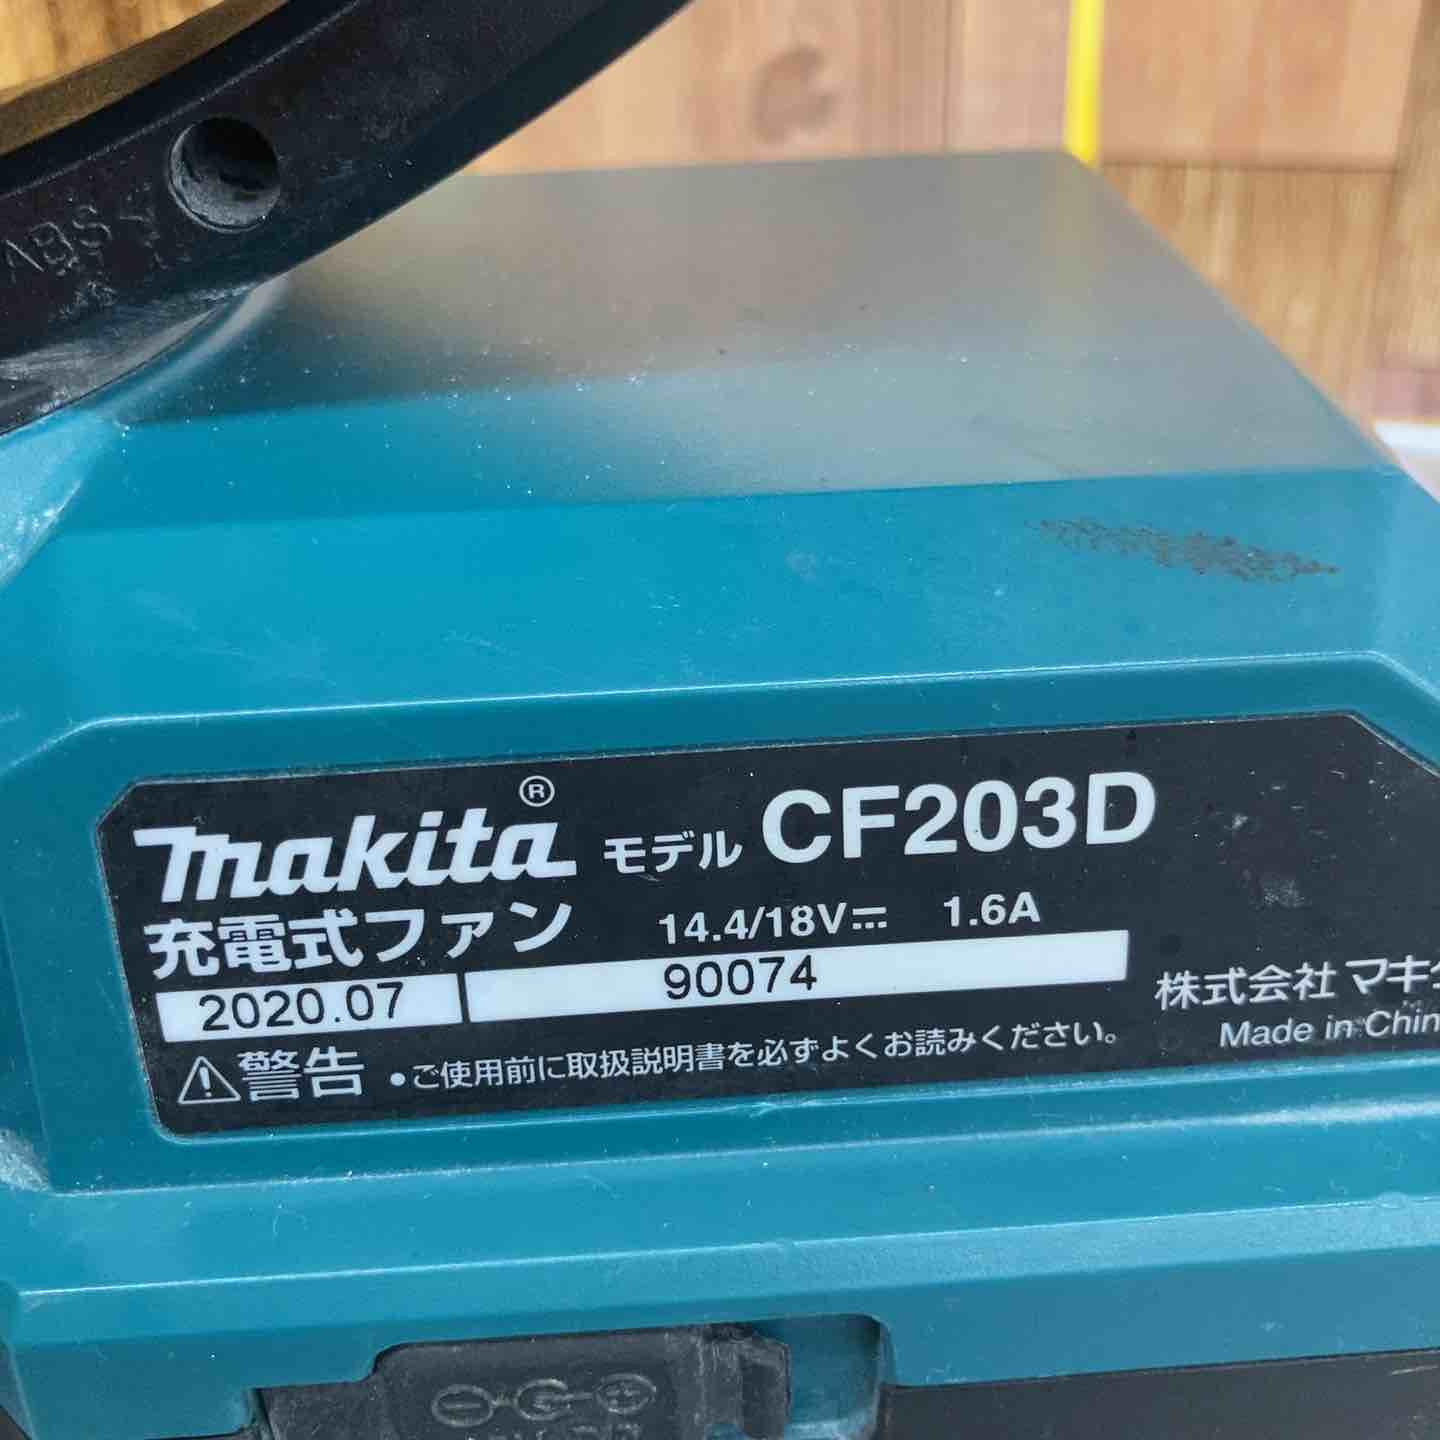 makita® モデル CF203D
充電式ファン 14.4/18V⎓ 1.6A
2020.07 90074
株式会社 マキ
Made in Chin
⚠警告 ●ご使用前に取扱説明書を必ずよくお読みください。